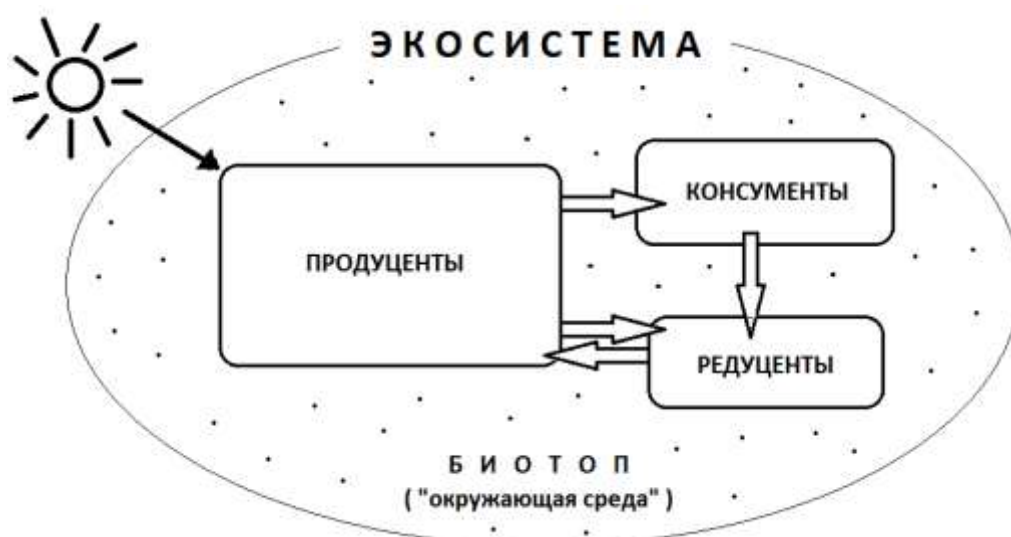 ЭКОСИСТЕМА
КОНСУМЕНТЫ
ПРОДУЦЕНТЫ
РЕДУЦЕНТЫ
БИОТОП
( "окружающая среда" )